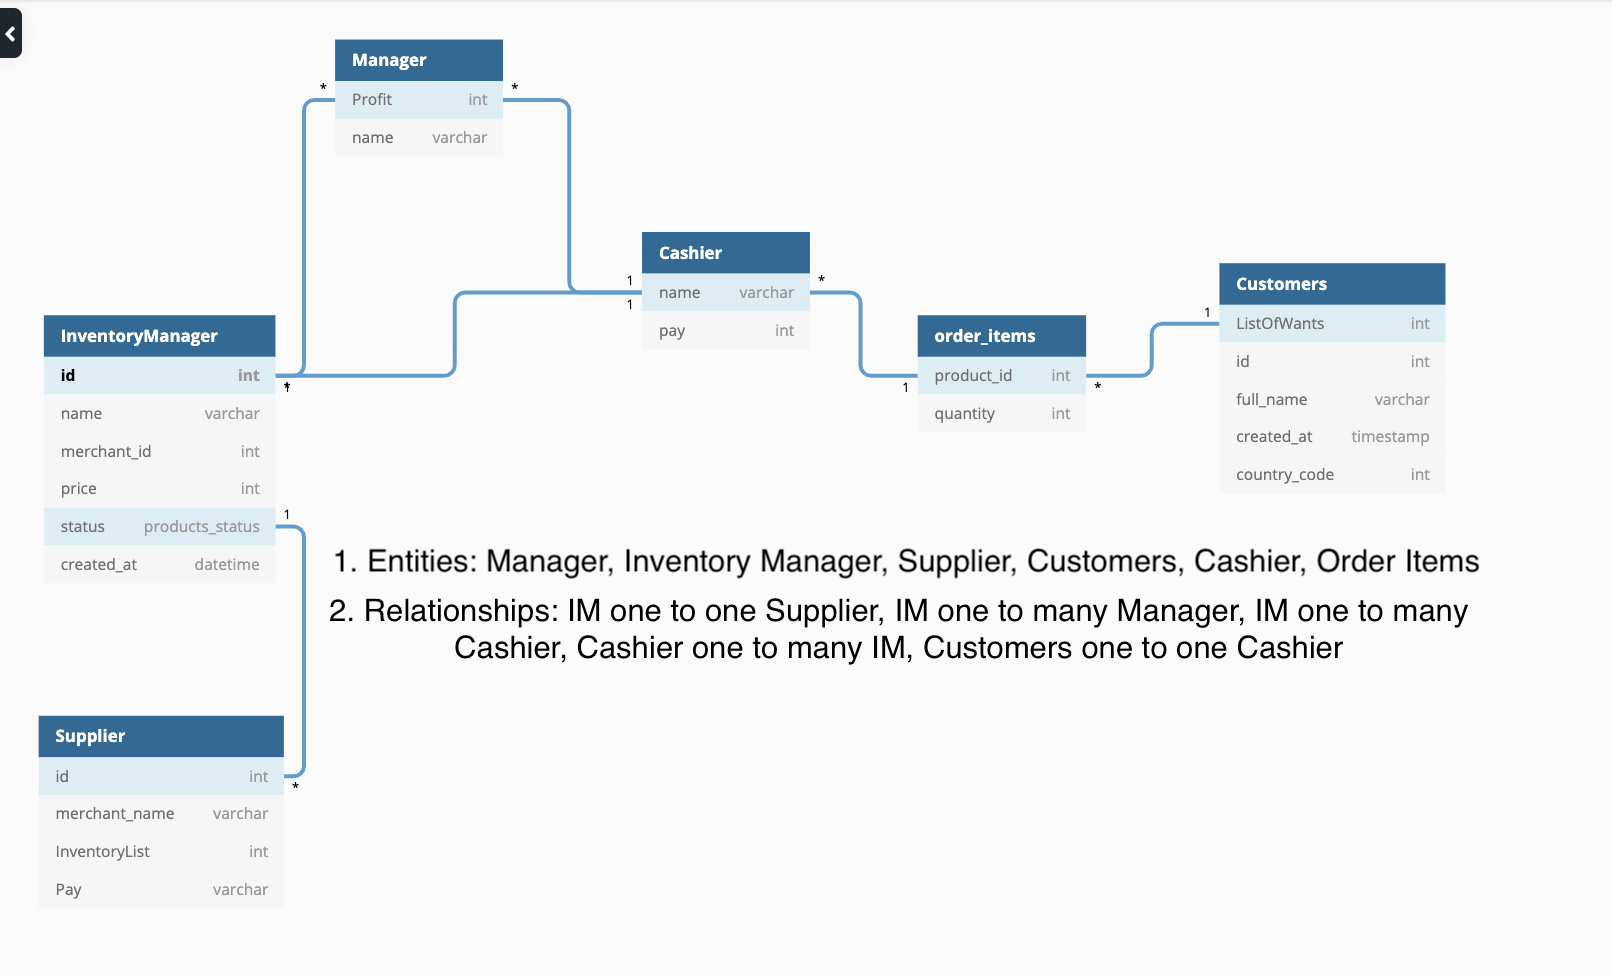 Manager
* *
Profit int
name varchar
Cashier
1 *
name varchar
1
pay int
Customers
1
ListOfWants int
id int
full_name varchar
created_at timestamp
country_code int
InventoryManager
id int
*
name varchar
merchant_id int
price int
1
status products_status
created_at datetime
order_items
product_id int
1 *
quantity int
1. Entities: Manager, Inventory Manager, Supplier, Customers, Cashier, Order Items
2. Relationships: IM one to one Supplier, IM one to many Manager, IM one to many
Cashier, Cashier one to many IM, Customers one to one Cashier
Supplier
id int
*
merchant_name varchar
InventoryList int
Pay varchar